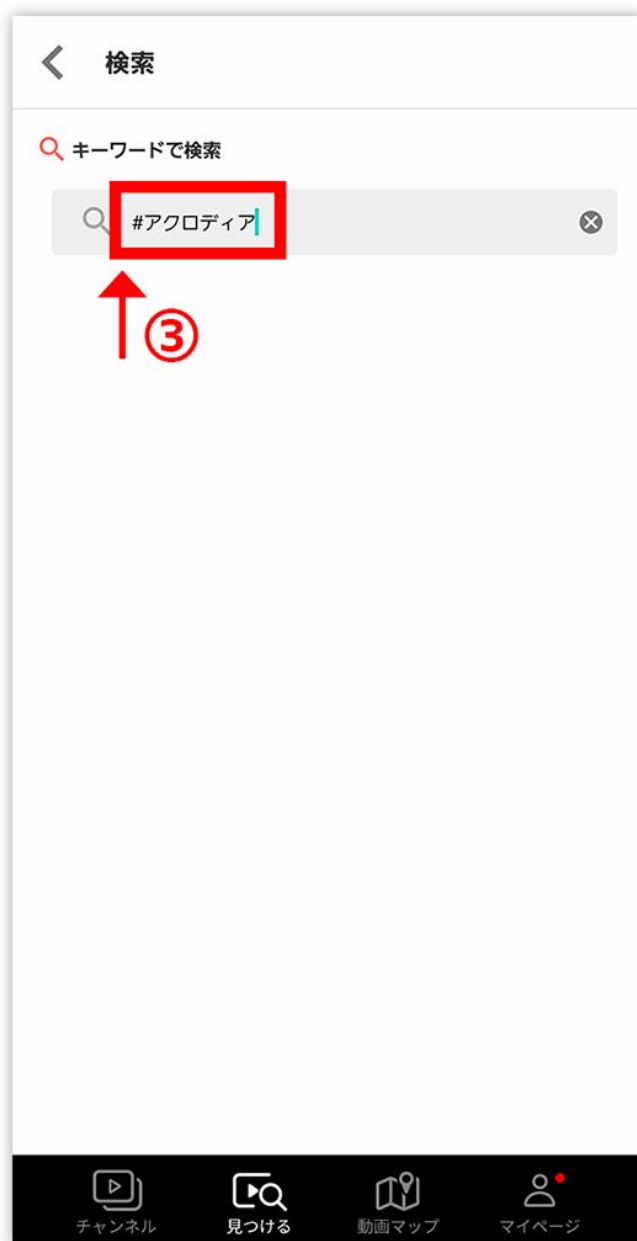 検索
キーワードで検索
#アクロディア
③
チャンネル
見つける
動画マップ
マイページ